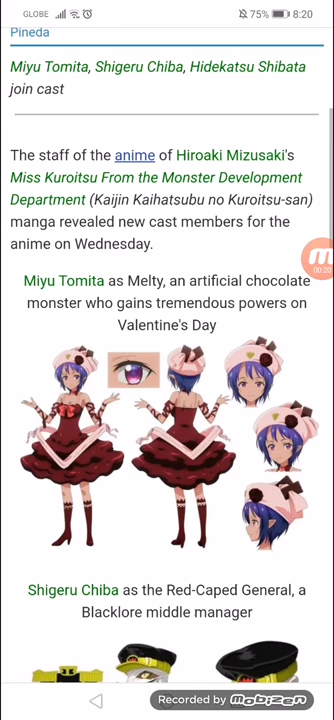 GLOBE 75% 8:20
Pineda
Miyu Tomita, Shigeru Chiba, Hidekatsu Shibata
join cast
The staff of the anime of Hiroaki Mizusaki's
Miss Kuroitsu From the Monster Development
Department (Kaijin Kaihatsubu no Kuroitsu-san)
manga revealed new cast members for the
anime on Wednesday.
00:20
Miyu Tomita as Melty, an artificial chocolate
monster who gains tremendous powers on
Valentine's Day
Shigeru Chiba as the Red-Caped General, a
Blacklore middle manager
Recorded by mobizen